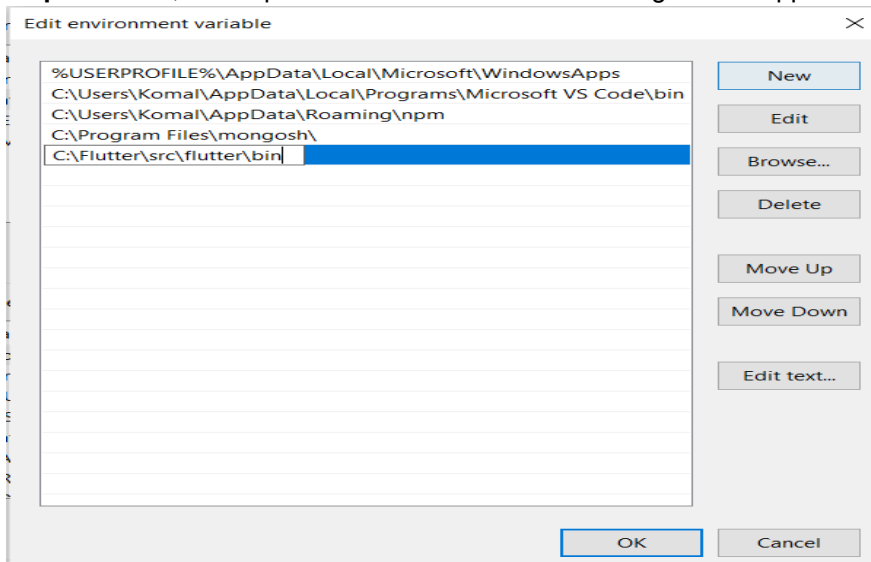 Edit environment variable
%USERPROFILE%\AppData\Local\Microsoft\WindowsApps
C:\Users\Komal\AppData\Local\Programs\Microsoft VS Code\bin
C:\Users\Komal\AppData\Roaming\npm
C:\Program Files\mongosh\
C:\Flutter\src\flutter\bin
New
Edit
Browse...
Delete
Move Up
Move Down
Edit text...
OK
Cancel